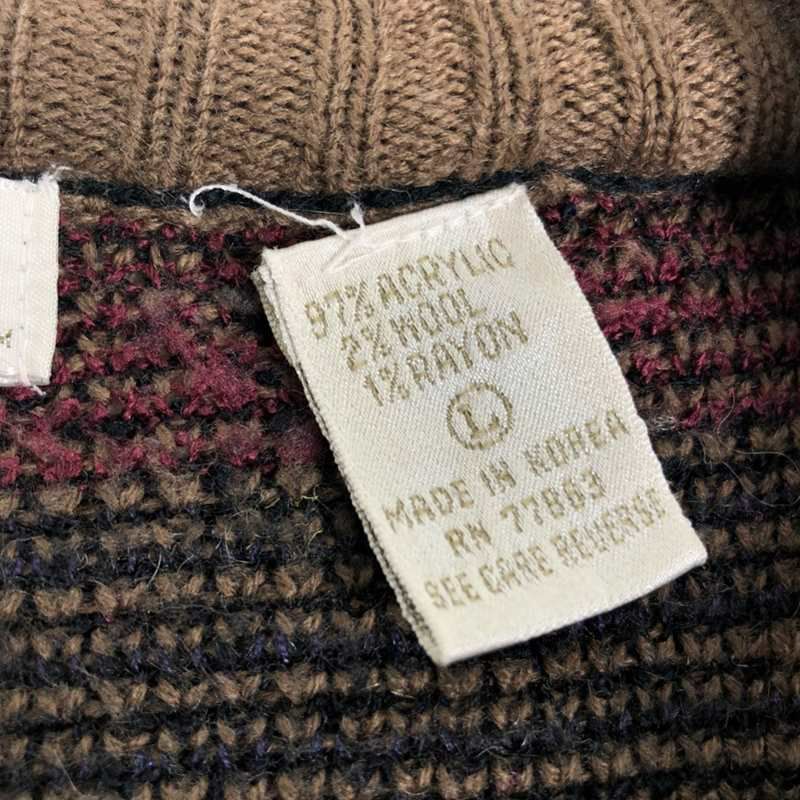 97% ACRYLIC
2% WOOL
1% RAYON
L
MADE IN KOREA
RN 77863
SEE CARE REVERSE